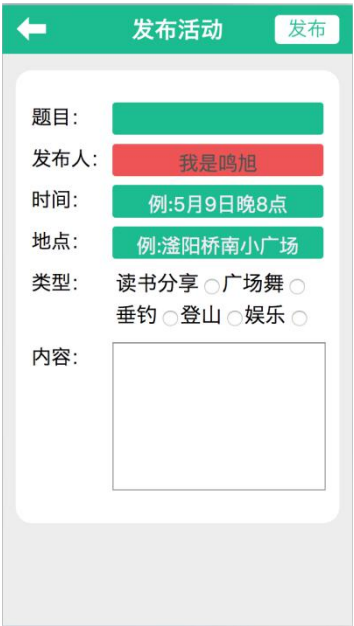 发布活动 发布
题目:
发布人: 我是鸣旭
时间: 例:5月9日晚8点
地点: 例:滏阳桥南小广场
类型: 读书分享 广场舞
垂钓 登山 娱乐
内容: